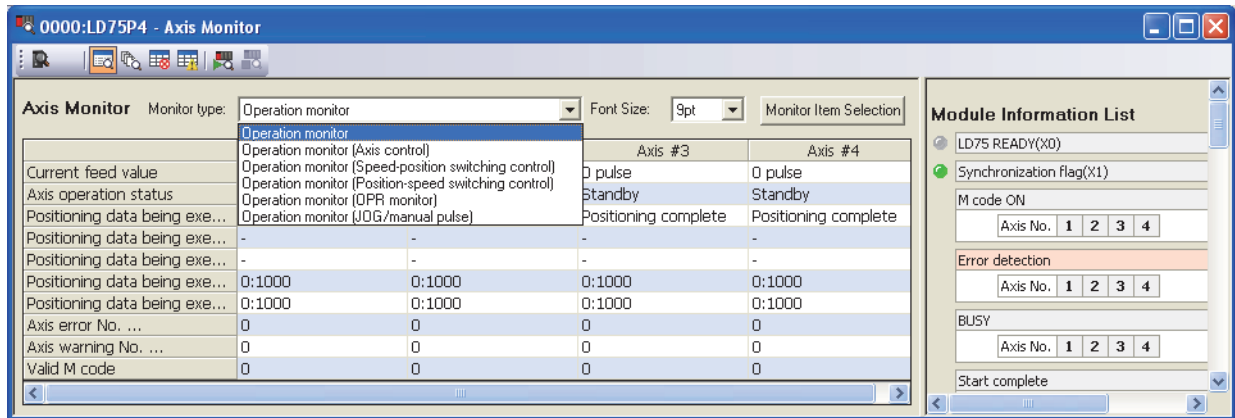 0000:LD75P4 - Axis Monitor
Axis Monitor Monitor type: Operation monitor Font Size: 9pt Monitor Item Selection
Operation monitor
Operation monitor (Axis control)
Operation monitor (Speed-position switching control)
Operation monitor (Position-speed switching control)
Operation monitor (OPR monitor)
Operation monitor (JOG/manual pulse)
Axis #3 Axis #4
Current feed value 0 pulse 0 pulse
Axis operation status Standby Standby
Positioning data being exe... Positioning complete Positioning complete
Positioning data being exe... - - - -
Positioning data being exe... - - - -
Positioning data being exe... 0:1000 0:1000 0:1000 0:1000
Positioning data being exe... 0:1000 0:1000 0:1000 0:1000
Axis error No. ... 0 0 0 0
Axis warning No. ... 0 0 0 0
Valid M code 0 0 0 0
Module Information List
LD75 READY(X0)
Synchronization flag(X1)
M code ON
Axis No. 1 2 3 4
Error detection
Axis No. 1 2 3 4
BUSY
Axis No. 1 2 3 4
Start complete